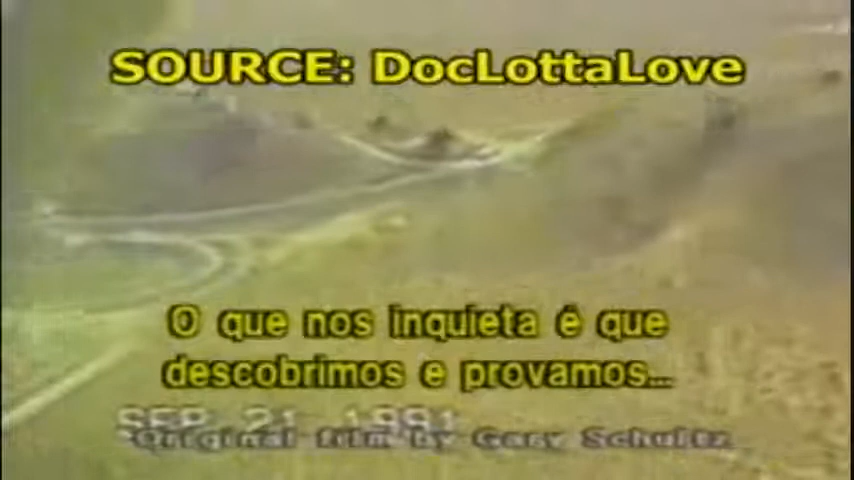 SOURCE: DocLottaLove
O que nos inquieta é que
descobrimos e provamos...
SEP 21 1991
*Original film by Gary Schultz